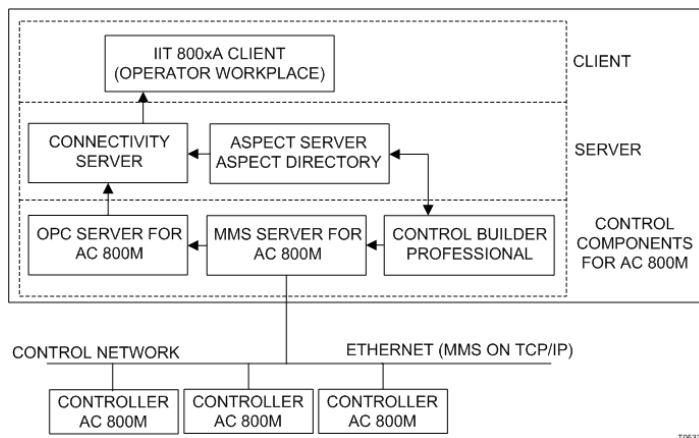 IIT 800xA CLIENT
(OPERATOR WORKPLACE)
CLIENT
CONNECTIVITY
SERVER
ASPECT SERVER
ASPECT DIRECTORY
SERVER
OPC SERVER FOR
AC 800M
MMS SERVER FOR
AC 800M
CONTROL BUILDER
PROFESSIONAL
CONTROL
COMPONENTS
FOR AC 800M
CONTROL NETWORK
ETHERNET (MMS ON TCP/IP)
CONTROLLER
AC 800M
CONTROLLER
AC 800M
CONTROLLER
AC 800M